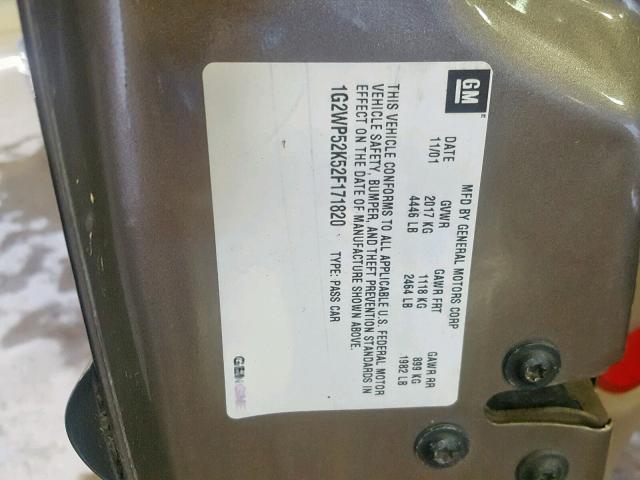 GM
MFD BY GENERAL MOTORS CORP
DATE GVWR GAWR FRT GAWR RR
11/01 2017 KG 1118 KG 899 KG
4446 LB 2464 LB 1982 LB
THIS VEHICLE CONFORMS TO ALL APPLICABLE U.S. FEDERAL MOTOR
VEHICLE SAFETY, BUMPER, AND THEFT PREVENTION STANDARDS IN
EFFECT ON THE DATE OF MANUFACTURE SHOWN ABOVE.
1G2WP52K52F171820 TYPE: PASS CAR